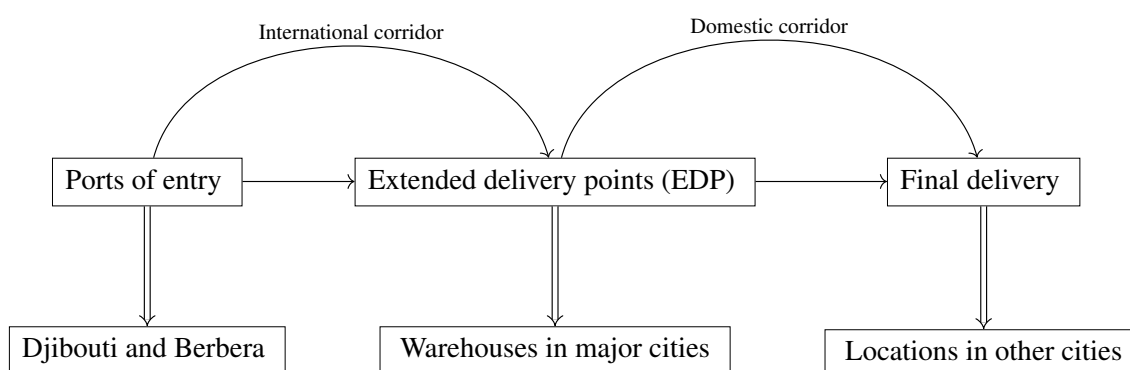 International corridor
Domestic corridor
Ports of entry
Extended delivery points (EDP)
Final delivery
Djibouti and Berbera
Warehouses in major cities
Locations in other cities